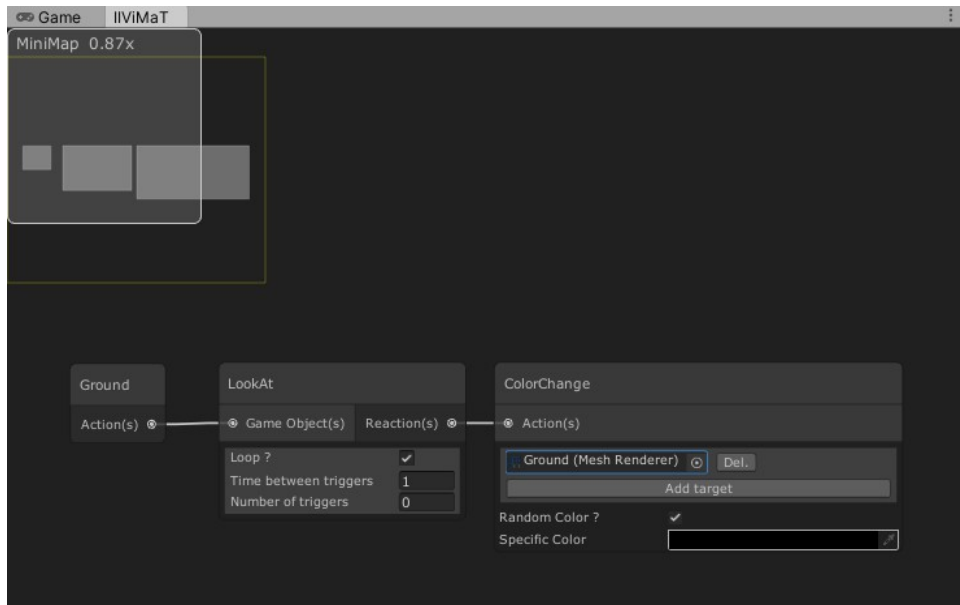 Game
IIViMaT
MiniMap 0.87x
Ground
Action(s)
LookAt
Game Object(s)
Reaction(s)
Loop ?
Time between triggers 1
Number of triggers 0
ColorChange
Action(s)
Ground (Mesh Renderer)
Del.
Add target
Random Color ?
Specific Color